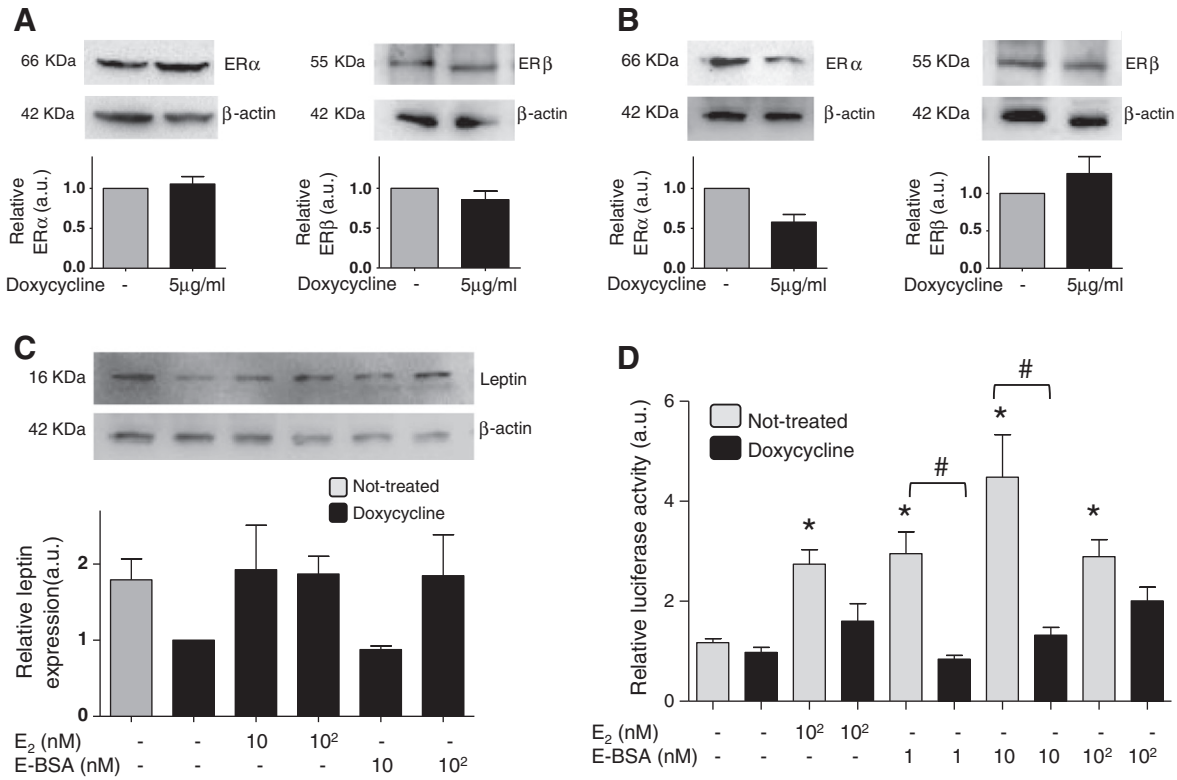 A
66 KDa
ERα
42 KDa
β-actin
Relative
ERα (a.u.)
1.0
0.5
0.0
Doxycycline - 5μg/ml
55 KDa
ERβ
42 KDa
β-actin
Relative
ERβ (a.u.)
1.0
0.5
0.0
Doxycycline - 5μg/ml
B
66 KDa
ERα
42 KDa
β-actin
Relative
ERα (a.u.)
1.0
0.5
0.0
Doxycycline - 5μg/ml
55 KDa
ERβ
42 KDa
β-actin
Relative
ERβ (a.u.)
1.0
0.5
0.0
Doxycycline - 5μg/ml
C
16 KDa
Leptin
42 KDa
β-actin
Not-treated
Doxycycline
Relative leptin
expression(a.u.)
2
1
0
E₂ (nM) - - 10 10² - -
E-BSA (nM) - - - - 10 10²
D
Relative luciferase actvity (a.u.)
6
4
2
0
Not-treated
Doxycycline
*
*
#
*
#
*
E₂ (nM) - - 10² 10² - - - - - -
E-BSA (nM) - - - - 1 1 10 10 10² 10²